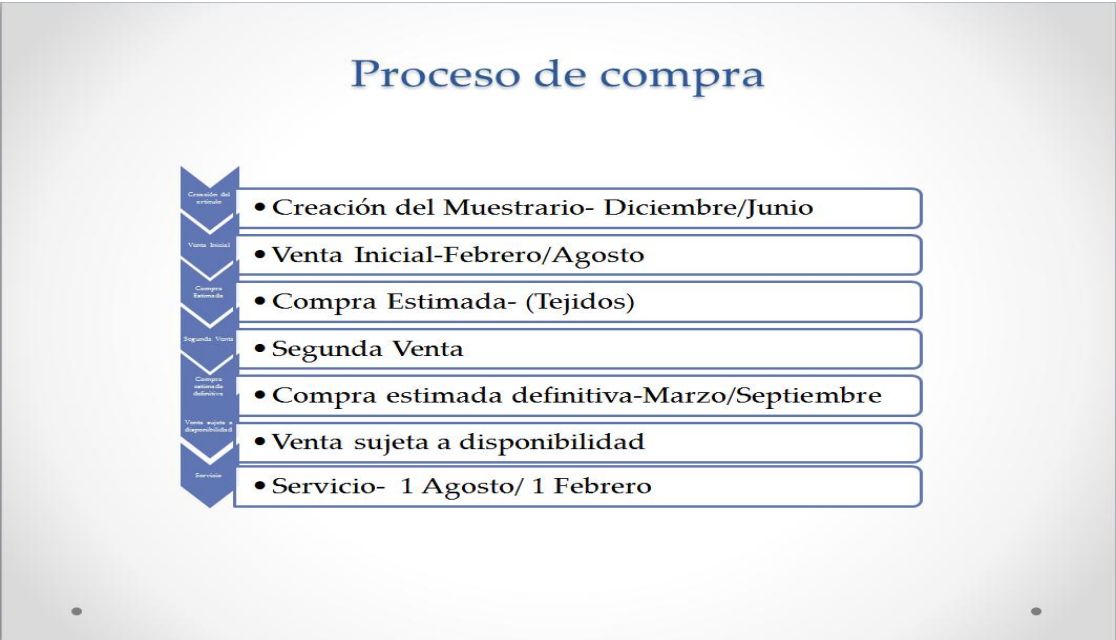 Proceso de compra
Creación del
artículo
• Creación del Muestrario- Diciembre/Junio
Venta Inicial
• Venta Inicial-Febrero/Agosto
Compra
Estimada
• Compra Estimada- (Tejidos)
Segunda Venta
• Segunda Venta
Compra
estimada
definitiva
• Compra estimada definitiva-Marzo/Septiembre
Venta sujeta a
disponibilidad
• Venta sujeta a disponibilidad
Servicio
• Servicio- 1 Agosto/ 1 Febrero